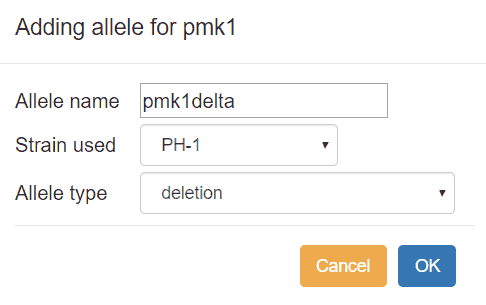 Adding allele for pmk1
Allele name pmk1delta
Strain used PH-1
Allele type deletion
Cancel OK